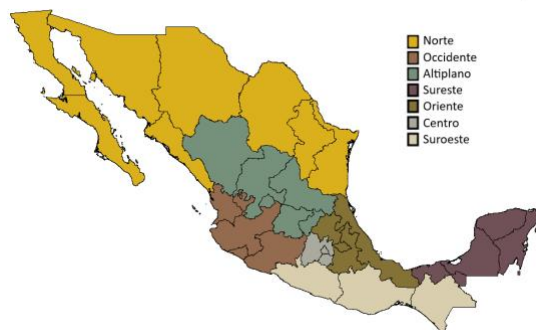 Norte
Occidente
Altiplano
Sureste
Oriente
Centro
Suroeste